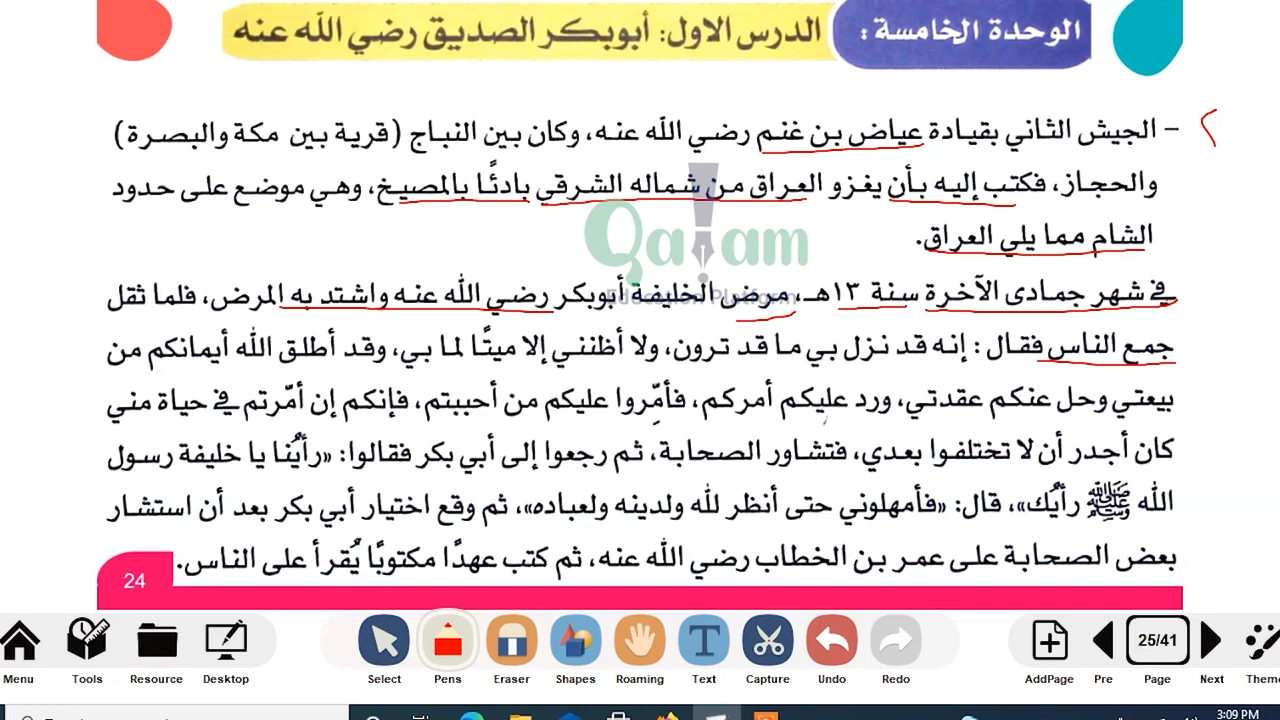 الوحدة الخامسة :
الدرس الاول: أبوبكر الصديق رضي الله عنه
– الجيش الثاني بقيادة عياض بن غنم رضي الله عنه، وكان بين النباج (قرية بين مكة والبصرة)
والحجاز، فكتب إليه بأن يغزو العراق من شماله الشرقي بادئًا بالمصيخ، وهي موضع على حدود
الشام مما يلي العراق.
Qalam
Education Platform
في شهر جمادى الآخرة سنة ١٣هـ، مرض الخليفة أبوبكر رضي الله عنه واشتد به المرض، فلما ثقل
جمع الناس فقال : إنه قد نزل بي ما قد ترون، ولا أظنني إلا ميتًا لما بي، وقد أطلق الله أيمانكم من
بيعتي وحل عنكم عقدتي، ورد عليكم أمركم، فأمّروا عليكم من أحببتم، فإنكم إن أمّرتم في حياة مني
كان أجدر أن لا تختلفوا بعدي، فتشاور الصحابة، ثم رجعوا إلى أبي بكر فقالوا: «رأيُنا يا خليفة رسول
الله ﷺ رأيُك»، قال: «فأمهلوني حتى أنظر لله ولدينه ولعباده»، ثم وقع اختيار أبي بكر بعد أن استشار
بعض الصحابة على عمر بن الخطاب رضي الله عنه، ثم كتب عهدًا مكتوبًا يُقرأ على الناس.
24
Menu Tools Resource Desktop Select Pens Eraser Shapes Roaming Text Capture Undo Redo AddPage Pre 25/41 Page Next Theme
3:09 PM